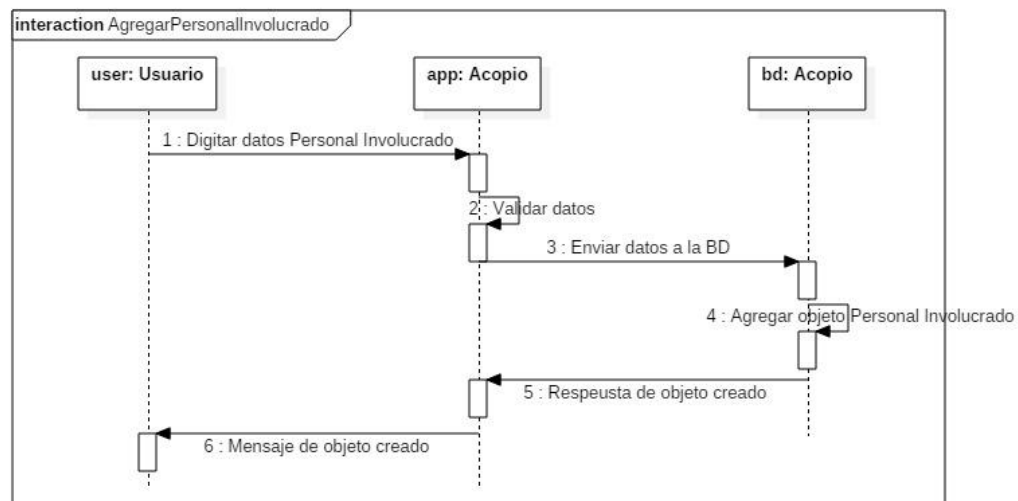 interaction AgregarPersonalInvolucrado
user: Usuario
app: Acopio
bd: Acopio
1 : Digitar datos Personal Involucrado
2 : Validar datos
3 : Enviar datos a la BD
4 : Agregar objeto Personal Involucrado
5 : Respeusta de objeto creado
6 : Mensaje de objeto creado